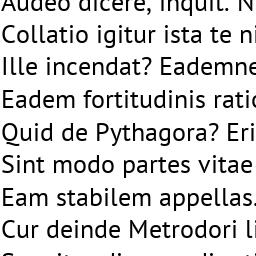 Audeo dicere, inquit. N
Collatio igitur ista te ni
Ille incendat? Eademne
Eadem fortitudinis ratio
Quid de Pythagora? Eri
Sint modo partes vitae
Eam stabilem appellas.
Cur deinde Metrodori li